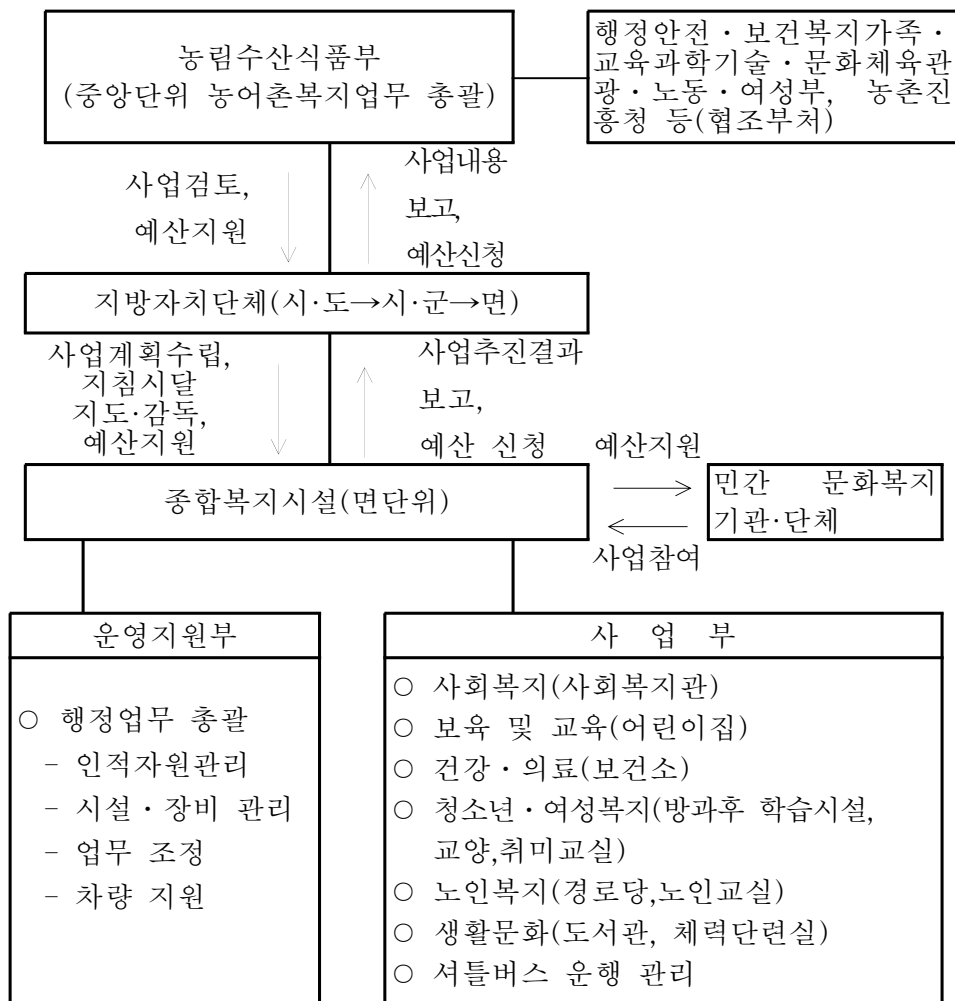 농림수산식품부
(중앙단위 농어촌복지업무 총괄)
행정안전·보건복지가족·
교육과학기술·문화체육관
광·노동·여성부, 농촌진
흥청 등(협조부처)
사업검토,
예산지원
사업내용
보고,
예산신청
지방자치단체(시·도→시·군→면)
사업계획수립,
지침시달
지도·감독,
예산지원
사업추진결과
보고,
예산 신청
예산지원
종합복지시설(면단위)
민간 문화복지
기관·단체
사업참여
운영지원부
○ 행정업무 총괄
- 인적자원관리
- 시설·장비 관리
- 업무 조정
- 차량 지원
사 업 부
○ 사회복지(사회복지관)
○ 보육 및 교육(어린이집)
○ 건강·의료(보건소)
○ 청소년·여성복지(방과후 학습시설,
교양,취미교실)
○ 노인복지(경로당,노인교실)
○ 생활문화(도서관, 체력단련실)
○ 셔틀버스 운행 관리